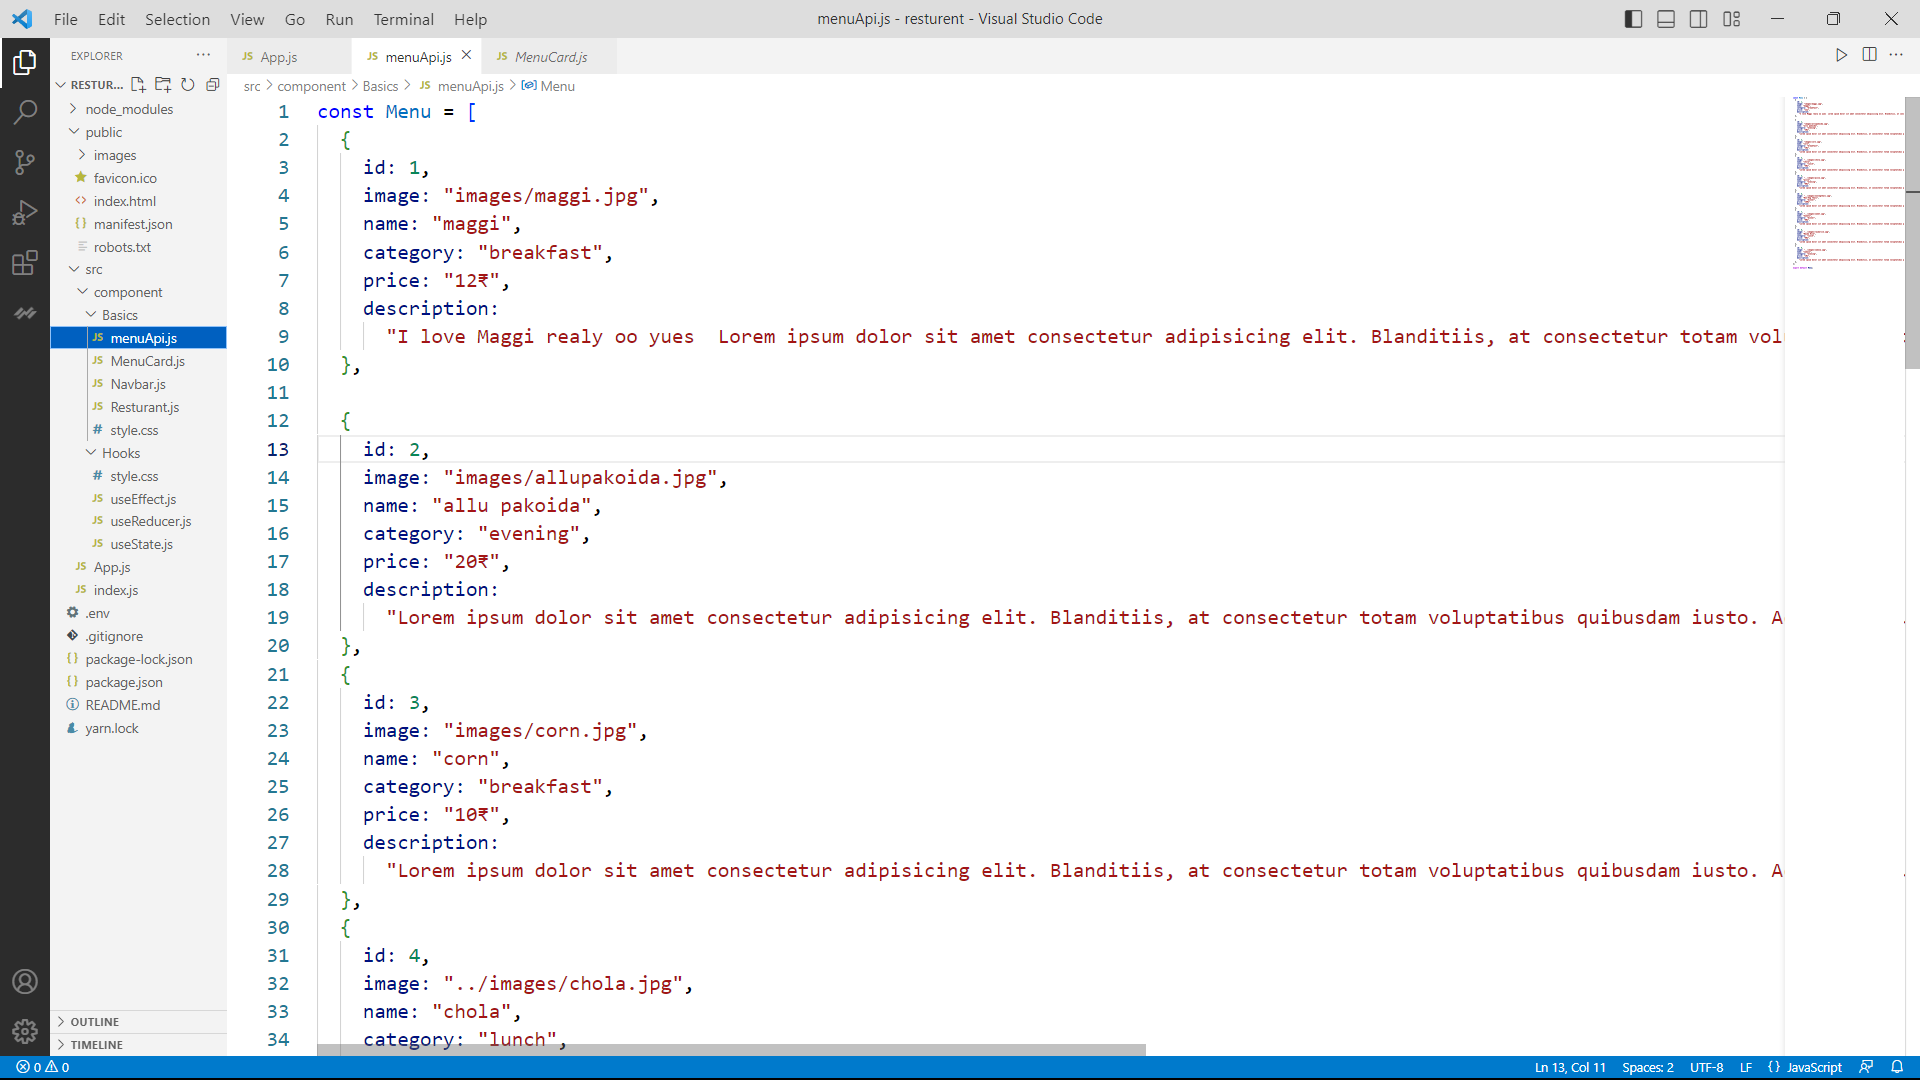 File Edit Selection View Go Run Terminal Help
menuApi.js - resturent - Visual Studio Code
EXPLORER
App.js
menuApi.js
MenuCard.js
RESTUR...
src > component > Basics > menuApi.js > Menu
node_modules
public
images
favicon.ico
index.html
manifest.json
robots.txt
src
component
Basics
menuApi.js
MenuCard.js
Navbar.js
Resturant.js
style.css
Hooks
style.css
useEffect.js
useReducer.js
useState.js
App.js
index.js
.env
.gitignore
package-lock.json
package.json
README.md
yarn.lock
OUTLINE
TIMELINE
1 const Menu = [
2 {
3 id: 1,
4 image: "images/maggi.jpg",
5 name: "maggi",
6 category: "breakfast",
7 price: "12₹",
8 description:
9 "I love Maggi realy oo yues  Lorem ipsum dolor sit amet consectetur adipisicing elit. Blanditiis, at consectetur totam vol
10 },
11
12 {
13 id: 2,
14 image: "images/allupakoida.jpg",
15 name: "allu pakoida",
16 category: "evening",
17 price: "20₹",
18 description:
19 "Lorem ipsum dolor sit amet consectetur adipisicing elit. Blanditiis, at consectetur totam voluptatibus quibusdam iusto. A
20 },
21 {
22 id: 3,
23 image: "images/corn.jpg",
24 name: "corn",
25 category: "breakfast",
26 price: "10₹",
27 description:
28 "Lorem ipsum dolor sit amet consectetur adipisicing elit. Blanditiis, at consectetur totam voluptatibus quibusdam iusto. A
29 },
30 {
31 id: 4,
32 image: "../images/chola.jpg",
33 name: "chola",
34 category: "lunch",
0 0
Ln 13, Col 11 Spaces: 2 UTF-8 LF {} JavaScript